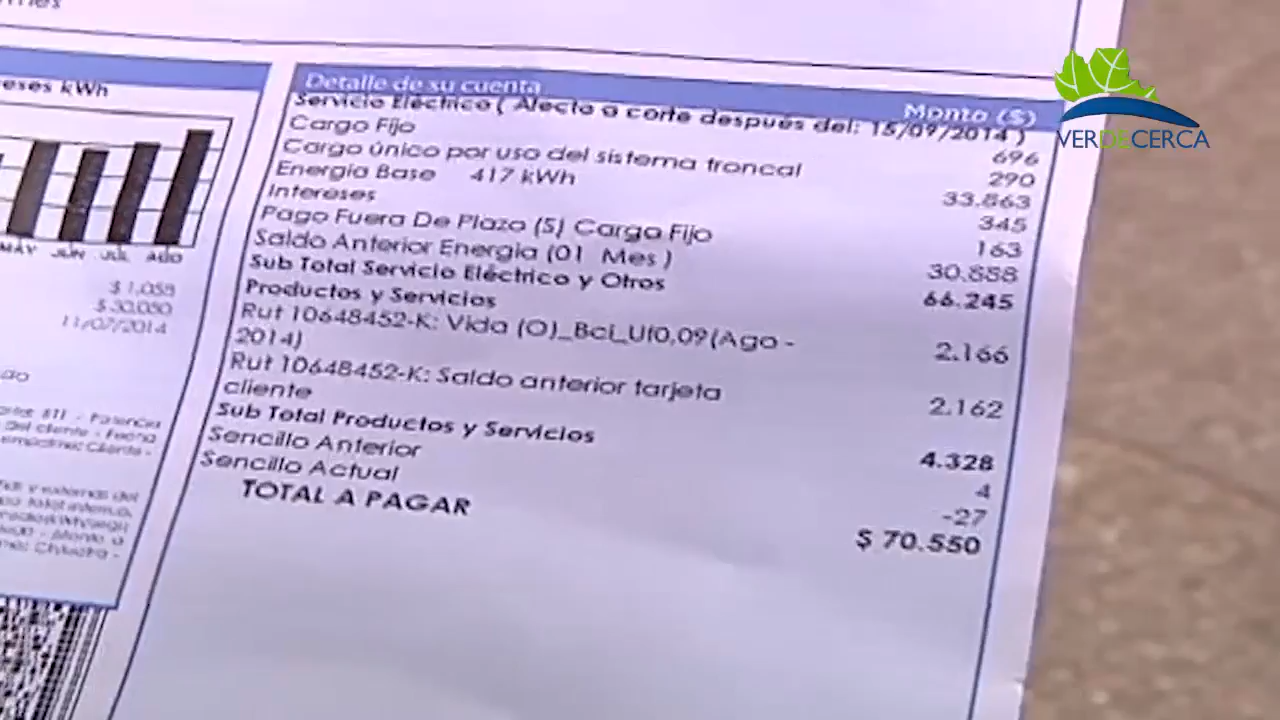 eses kWh
MAY JUN JUL AGO
$ 1.058
$ 30.050
11/07/2014
Detalle de su cuenta
Monto ($)
Servicio Eléctrico ( Afecto a corte después del: 15/09/2014 )
Cargo Fijo 696
Cargo único por uso del sistema troncal 290
Energía Base 417 kWh 33.863
Intereses 345
Pago Fuera De Plazo (S) Cargo Fijo 163
Saldo Anterior Energía (01 Mes ) 30.888
Sub Total Servicio Eléctrico y Otros 66.245
Productos y Servicios
Rut 10648452-K: Vida (O)_Bci_Uf0,09(Ago -
2014) 2.166
Rut 10648452-K: Saldo anterior tarjeta
cliente 2.162
Sub Total Productos y Servicios 4.328
Sencillo Anterior 4
Sencillo Actual -27
TOTAL A PAGAR $ 70.550
VERDECERCA